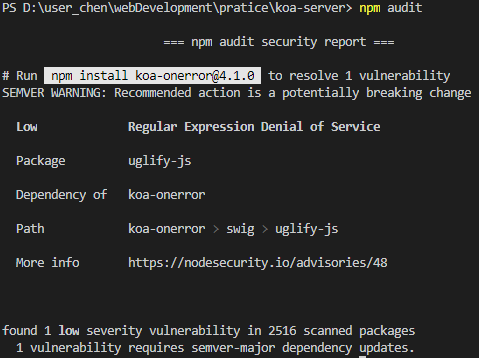 PS D:\user_chen\webDevelopment\pratice\koa-server> npm audit
=== npm audit security report ===
# Run npm install koa-onerror@4.1.0 to resolve 1 vulnerability
SEMVER WARNING: Recommended action is a potentially breaking change
Low Regular Expression Denial of Service
Package uglify-js
Dependency of koa-onerror
Path koa-onerror > swig > uglify-js
More info https://nodesecurity.io/advisories/48
found 1 low severity vulnerability in 2516 scanned packages
1 vulnerability requires semver-major dependency updates.